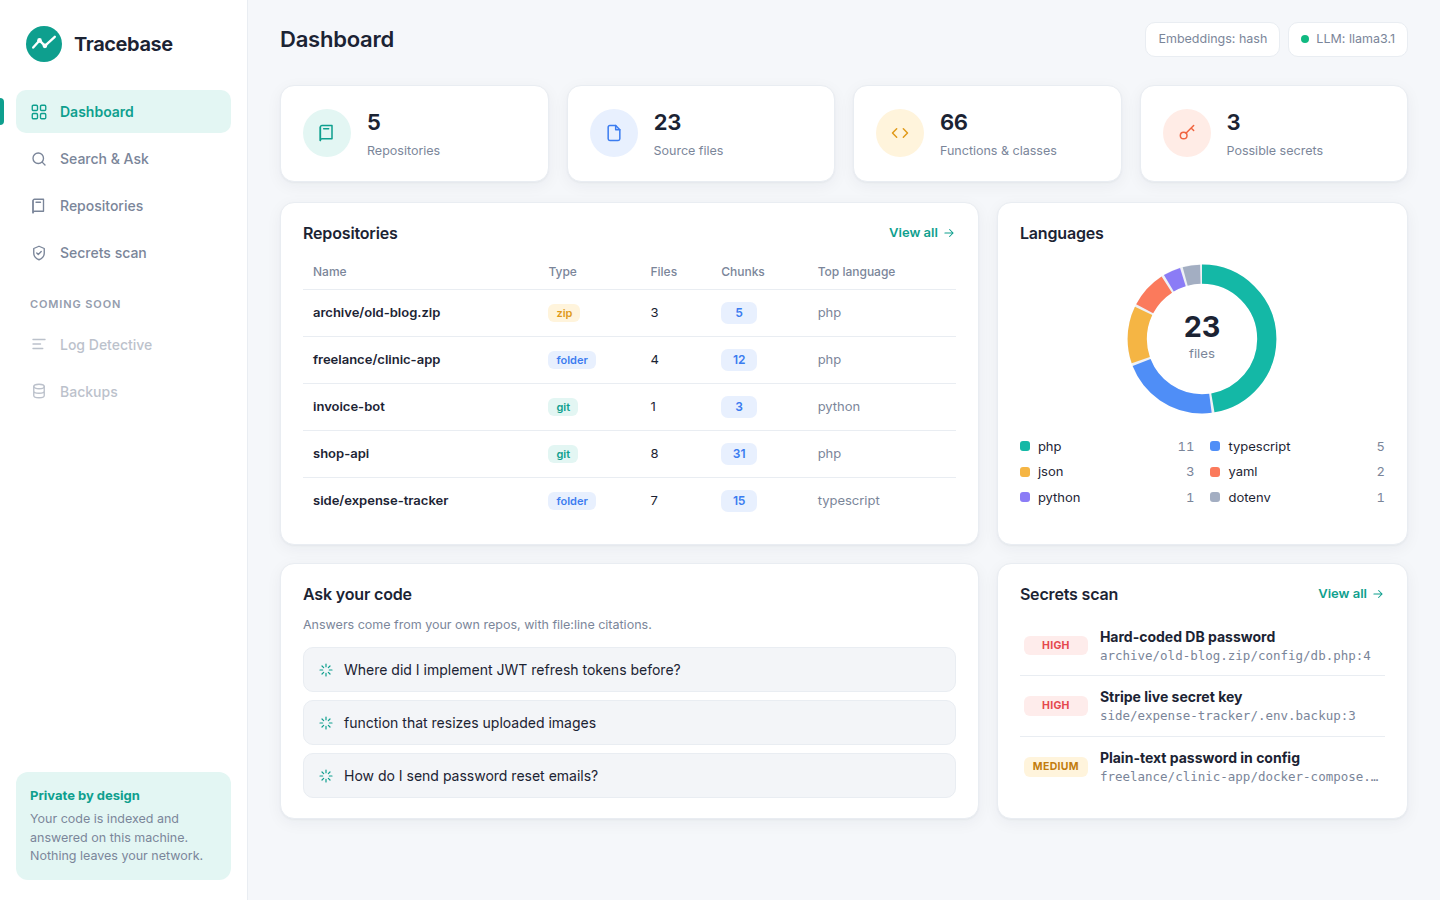 Tracebase
Dashboard
Search & Ask
Repositories
Secrets scan
COMING SOON
Log Detective
Backups
Private by design
Your code is indexed and
answered on this machine.
Nothing leaves your network.
Dashboard
Embeddings: hash
LLM: llama3.1
5
Repositories
23
Source files
66
Functions & classes
3
Possible secrets
Repositories
View all →
Name Type Files Chunks Top language
archive/old-blog.zip zip 3 5 php
freelance/clinic-app folder 4 12 php
invoice-bot git 1 3 python
shop-api git 8 31 php
side/expense-tracker folder 7 15 typescript
Languages
23
files
php 11 typescript 5
json 3 yaml 2
python 1 dotenv 1
Ask your code
Answers come from your own repos, with file:line citations.
Where did I implement JWT refresh tokens before?
function that resizes uploaded images
How do I send password reset emails?
Secrets scan
View all →
HIGH Hard-coded DB password
archive/old-blog.zip/config/db.php:4
HIGH Stripe live secret key
side/expense-tracker/.env.backup:3
MEDIUM Plain-text password in config
freelance/clinic-app/docker-compose.…